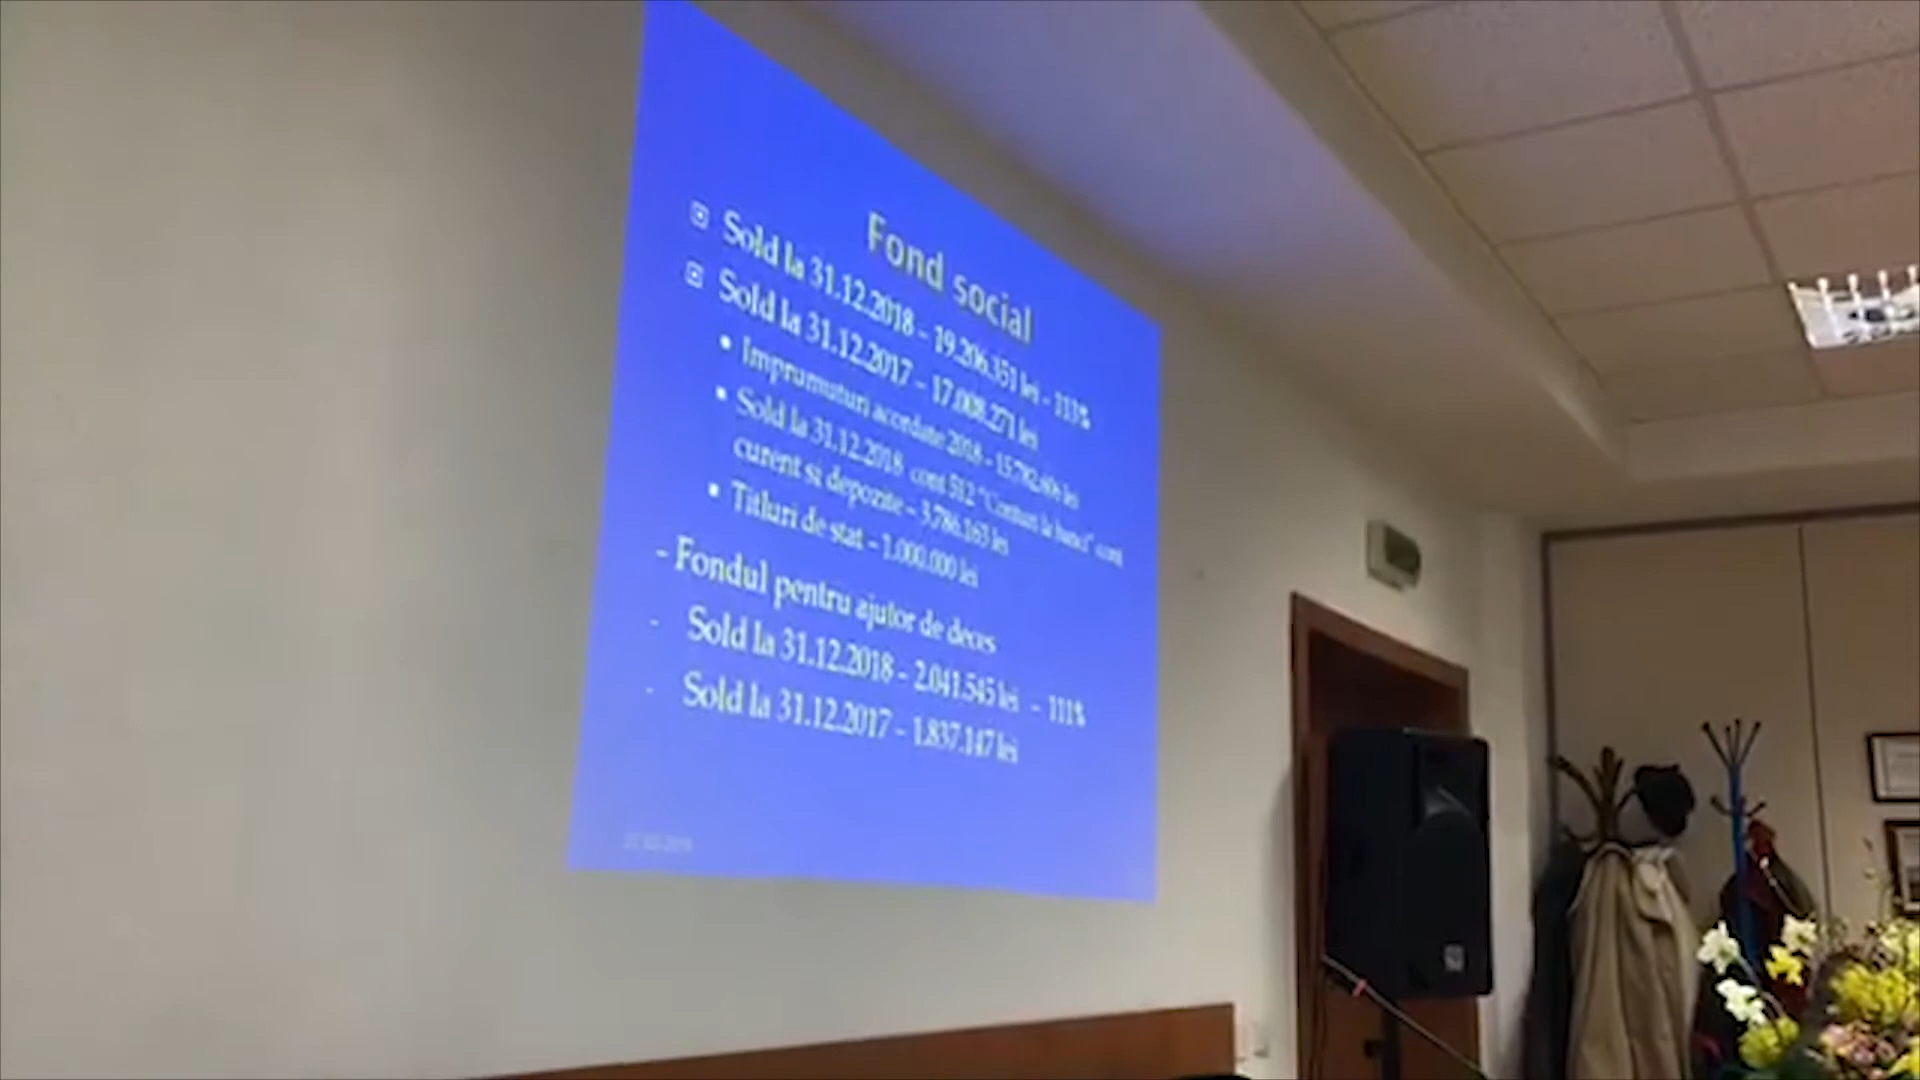 Fond social
Sold la 31.12.2018 - 19.206.351 lei - 113%
Sold la 31.12.2017 - 17.008.271 lei
Imprumuturi acordate 2018 - 15.782.606 lei
Sold la 31.12.2018 cont 512 "Conturi la banci" cont
curent si depozite - 3.786.163 lei
Titluri de stat - 1.000.000 lei
- Fondul pentru ajutor de deces
- Sold la 31.12.2018 - 2.041.545 lei - 111%
- Sold la 31.12.2017 - 1.837.147 lei